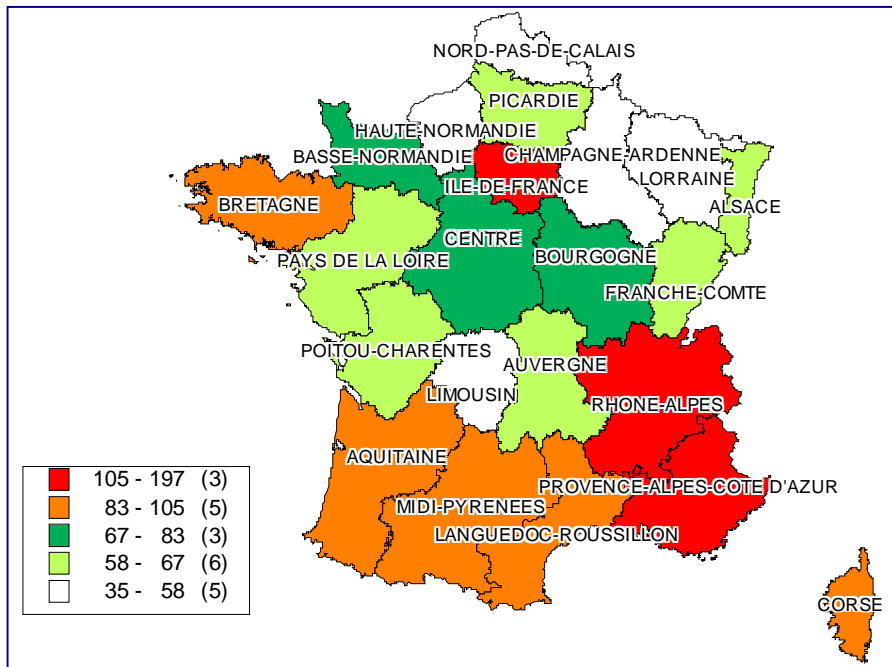 NORD-PAS-DE-CALAIS
PICARDIE
HAUTE-NORMANDIE
BASSE-NORMANDIE
CHAMPAGNE-ARDENNE
LORRAINE
ILE-DE-FRANCE
ALSACE
BRETAGNE
CENTRE
BOURGOGNE
PAYS DE LA LOIRE
FRANCHE-COMTE
POITOU-CHARENTES
AUVERGNE
LIMOUSIN
RHONE-ALPES
AQUITAINE
PROVENCE-ALPES-COTE D'AZUR
MIDI-PYRENEES
LANGUEDOC-ROUSSILLON
CORSE
105 - 197 (3)
83 - 105 (5)
67 - 83 (3)
58 - 67 (6)
35 - 58 (5)